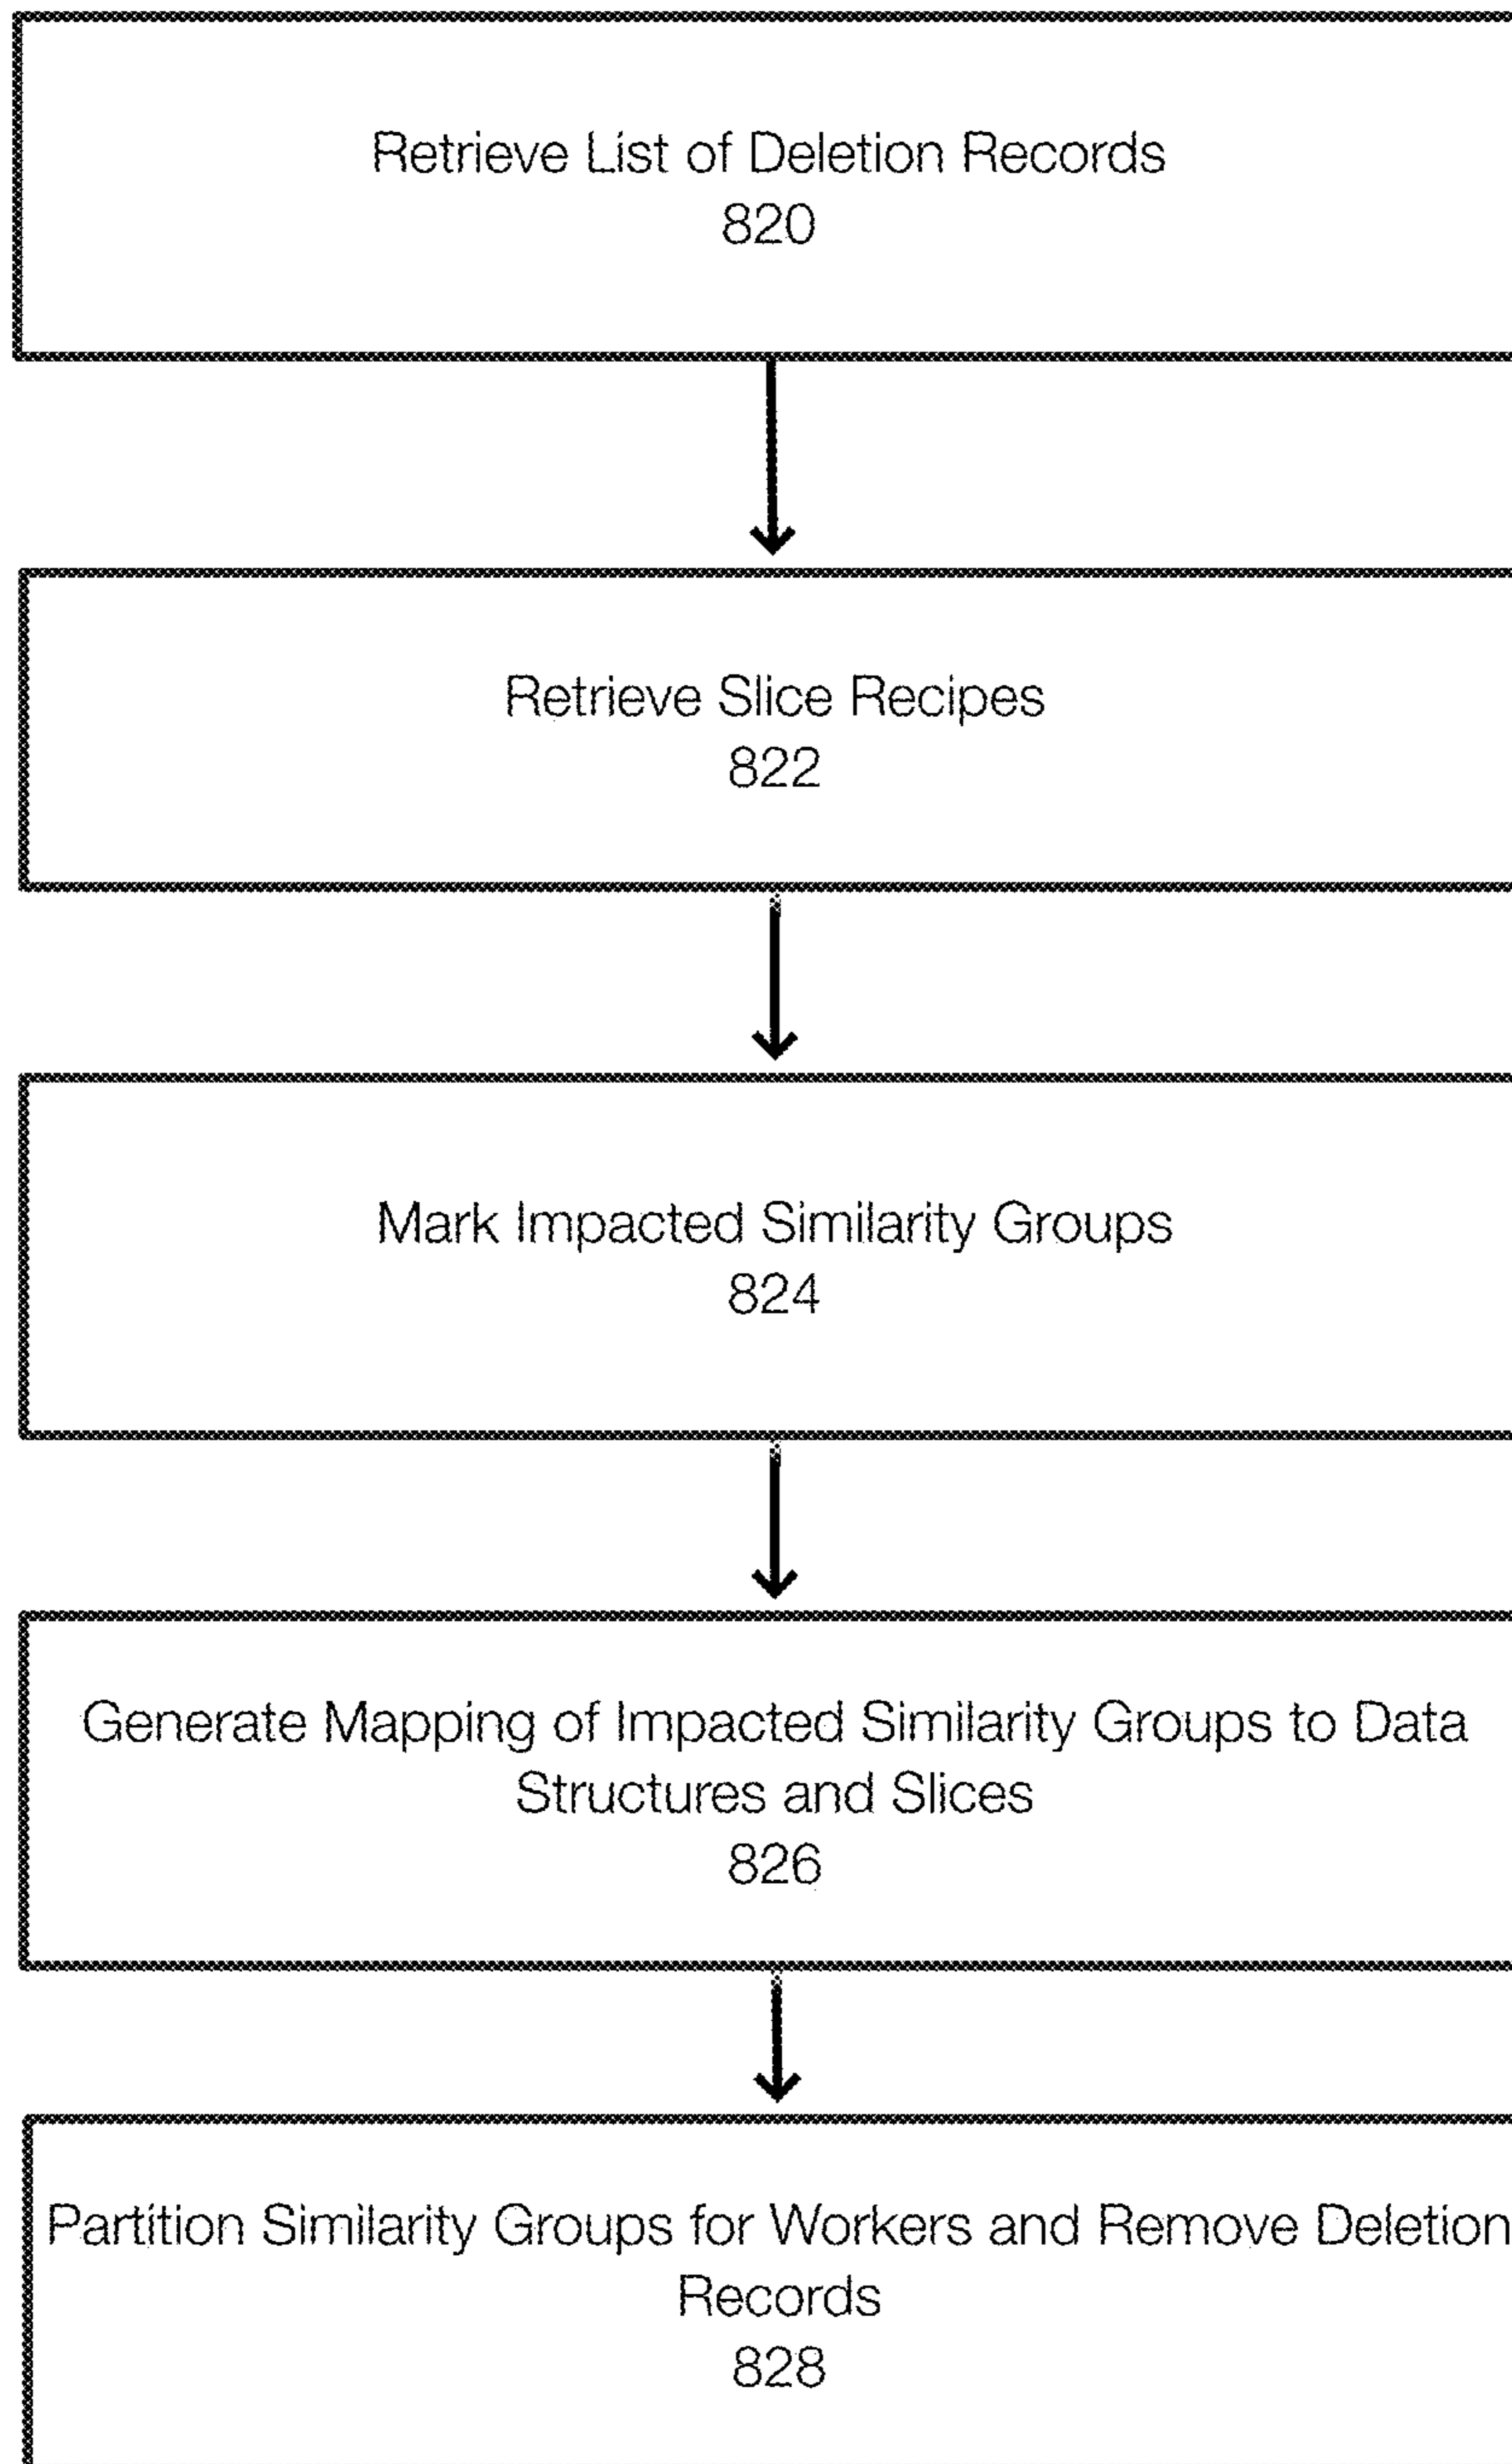 Retrieve List of Deletion Records
820
Retrieve Slice Recipes
822
Mark Impacted Similarity Groups
824
Generate Mapping of Impacted Similarity Groups to Data
Structures and Slices
826
Partition Similarity Groups for Workers and Remove Deletion
Records
828